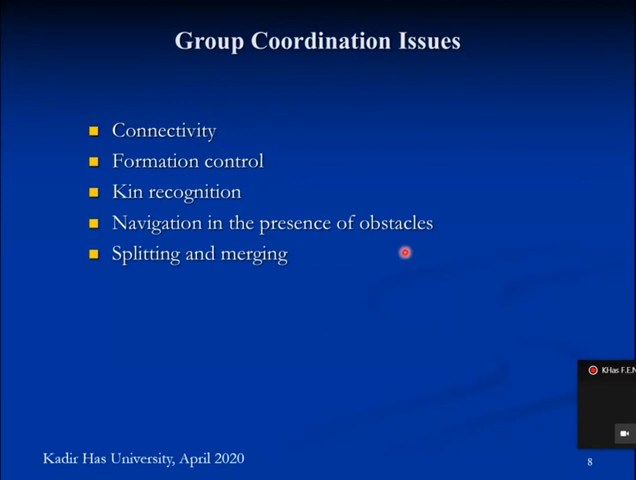 Group Coordination Issues
Connectivity
Formation control
Kin recognition
Navigation in the presence of obstacles
Splitting and merging
KHas F.E.N
Kadir Has University, April 2020
8